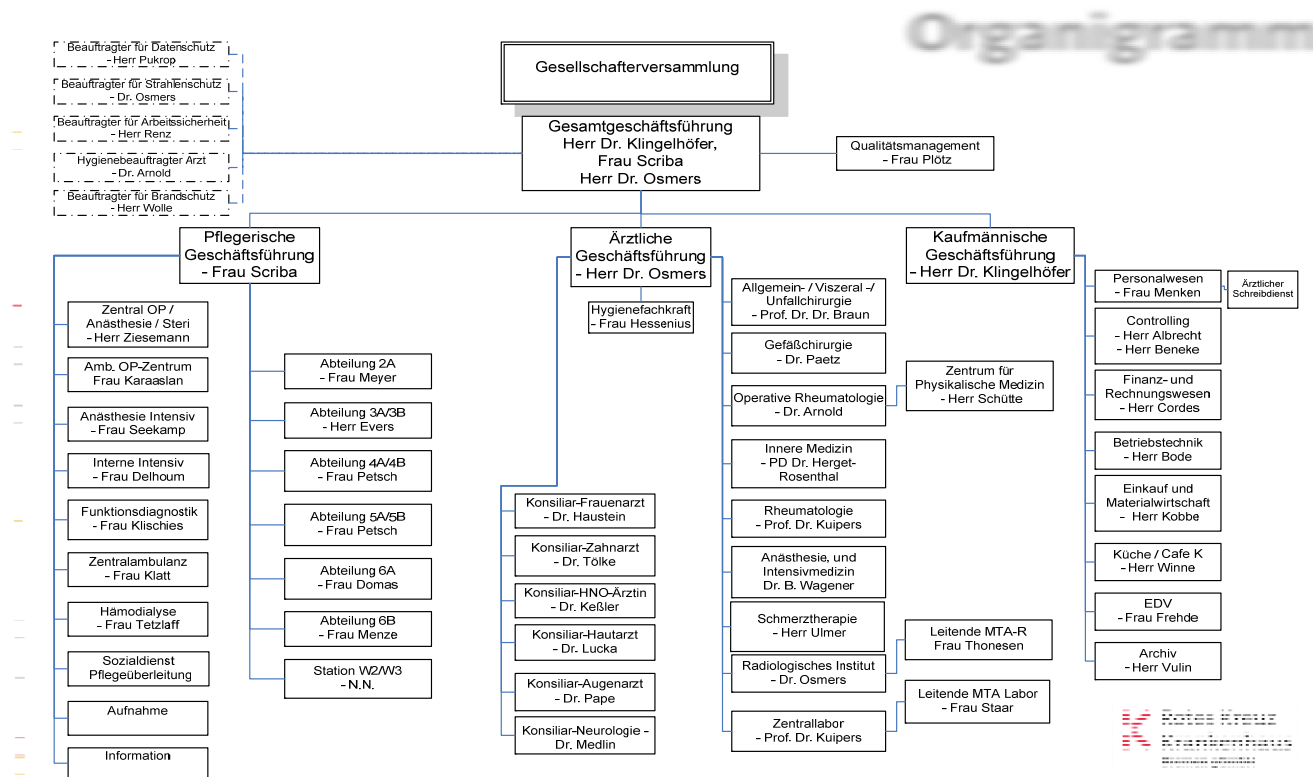 Organigramm
Beauftragter für Datenschutz
- Herr Pukrop
Beauftragter für Strahlenschutz
- Dr. Osmers
Beauftragter für Arbeitssicherheit
- Herr Renz
Hygienebeauftragter Arzt
- Dr. Arnold
Beauftragter für Brandschutz
- Herr Wolle
Gesellschafterversammlung
Gesamtgeschäftsführung
Herr Dr. Klingelhöfer,
Frau Scriba
Herr Dr. Osmers
Qualitätsmanagement
- Frau Plötz
Pflegerische
Geschäftsführung
- Frau Scriba
Zentral OP /
Anästhesie / Steri
- Herr Ziesemann
Amb. OP-Zentrum
Frau Karaaslan
Anästhesie Intensiv
- Frau Seekamp
Interne Intensiv
- Frau Delhoum
Funktionsdiagnostik
- Frau Klischies
Zentralambulanz
- Frau Klatt
Hämodialyse
- Frau Tetzlaff
Sozialdienst
Pflegeüberleitung
Aufnahme
Information
Abteilung 2A
- Frau Meyer
Abteilung 3A/3B
- Herr Evers
Abteilung 4A/4B
- Frau Petsch
Abteilung 5A/5B
- Frau Petsch
Abteilung 6A
- Frau Domas
Abteilung 6B
- Frau Menze
Station W2/W3
- N.N.
Ärztliche
Geschäftsführung
- Herr Dr. Osmers
Hygienefachkraft
- Frau Hessenius
Konsiliar-Frauenarzt
- Dr. Haustein
Konsiliar-Zahnarzt
- Dr. Tölke
Konsiliar-HNO-Ärztin
- Dr. Keßler
Konsiliar-Hautarzt
- Dr. Lucka
Konsiliar-Augenarzt
- Dr. Pape
Konsiliar-Neurologie -
Dr. Medlin
Allgemein- / Viszeral -/
Unfallchirurgie
- Prof. Dr. Dr. Braun
Gefäßchirurgie
- Dr. Paetz
Operative Rheumatologie
- Dr. Arnold
Zentrum für
Physikalische Medizin
- Herr Schütte
Innere Medizin
- PD Dr. Herget-
Rosenthal
Rheumatologie
- Prof. Dr. Kuipers
Anästhesie, und
Intensivmedizin
Dr. B. Wagener
Schmerztherapie
- Herr Ulmer
Radiologisches Institut
- Dr. Osmers
Leitende MTA-R
Frau Thonesen
Zentrallabor
- Prof. Dr. Kuipers
Leitende MTA Labor
- Frau Staar
Kaufmännische
Geschäftsführung
- Herr Dr. Klingelhöfer
Personalwesen
- Frau Menken
Ärztlicher
Schreibdienst
Controlling
- Herr Albrecht
- Herr Beneke
Finanz- und
Rechnungswesen
- Herr Cordes
Betriebstechnik
- Herr Bode
Einkauf und
Materialwirtschaft
- Herr Kobbe
Küche / Cafe K
- Herr Winne
EDV
- Frau Frehde
Archiv
- Herr Vulin
K Rotes Kreuz
Krankenhaus